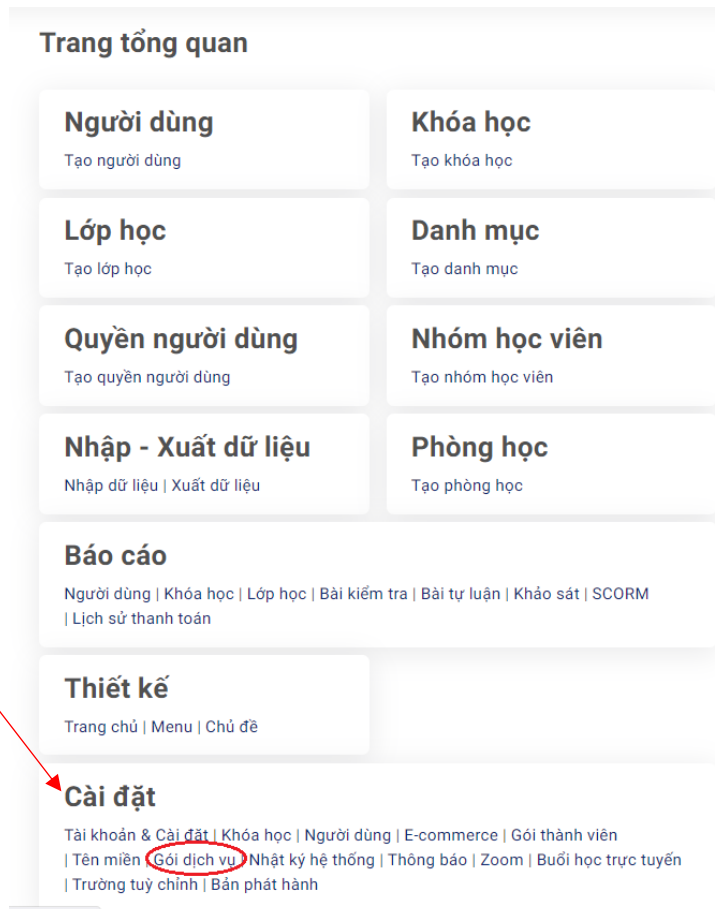 Trang tổng quan
Người dùng
Tạo người dùng
Khóa học
Tạo khóa học
Lớp học
Tạo lớp học
Danh mục
Tạo danh mục
Quyền người dùng
Tạo quyền người dùng
Nhóm học viên
Tạo nhóm học viên
Nhập - Xuất dữ liệu
Nhập dữ liệu | Xuất dữ liệu
Phòng học
Tạo phòng học
Báo cáo
Người dùng | Khóa học | Lớp học | Bài kiểm tra | Bài tự luận | Khảo sát | SCORM
| Lịch sử thanh toán
Thiết kế
Trang chủ | Menu | Chủ đề
Cài đặt
Tài khoản & Cài đặt | Khóa học | Người dùng | E-commerce | Gói thành viên
| Tên miền | Gói dịch vụ | Nhật ký hệ thống | Thông báo | Zoom | Buổi học trực tuyến
| Trường tuỳ chỉnh | Bản phát hành